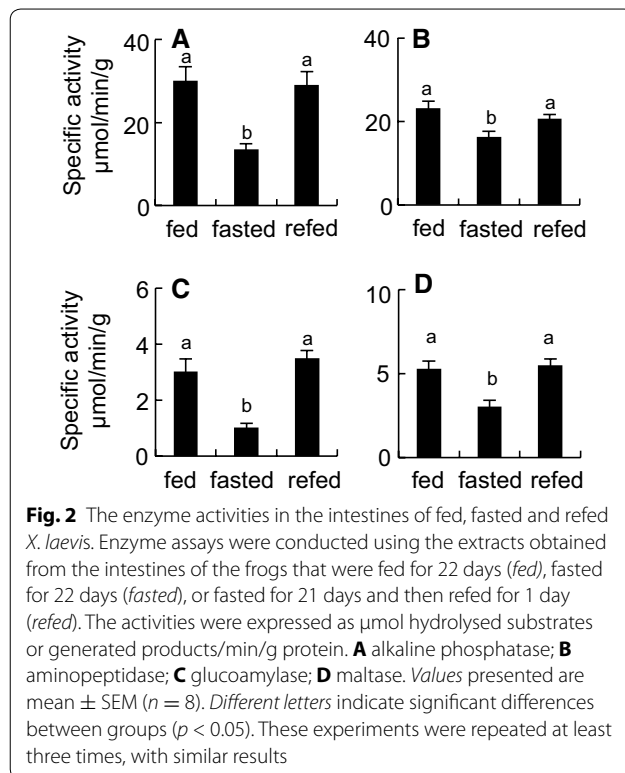 A
B
Specific activity
µmol/min/g
40
20
0
a
b
a
fed fasted refed
40
20
0
a
b
a
fed fasted refed
C
D
Specific activity
µmol/min/g
6
4
2
0
a
b
a
fed fasted refed
10
5
0
a
b
a
fed fasted refed
Fig. 2 The enzyme activities in the intestines of fed, fasted and refed
X. laevis. Enzyme assays were conducted using the extracts obtained
from the intestines of the frogs that were fed for 22 days (fed), fasted
for 22 days (fasted), or fasted for 21 days and then refed for 1 day
(refed). The activities were expressed as µmol hydrolysed substrates
or generated products/min/g protein. A alkaline phosphatase; B
aminopeptidase; C glucoamylase; D maltase. Values presented are
mean ± SEM (n = 8). Different letters indicate significant differences
between groups (p < 0.05). These experiments were repeated at least
three times, with similar results